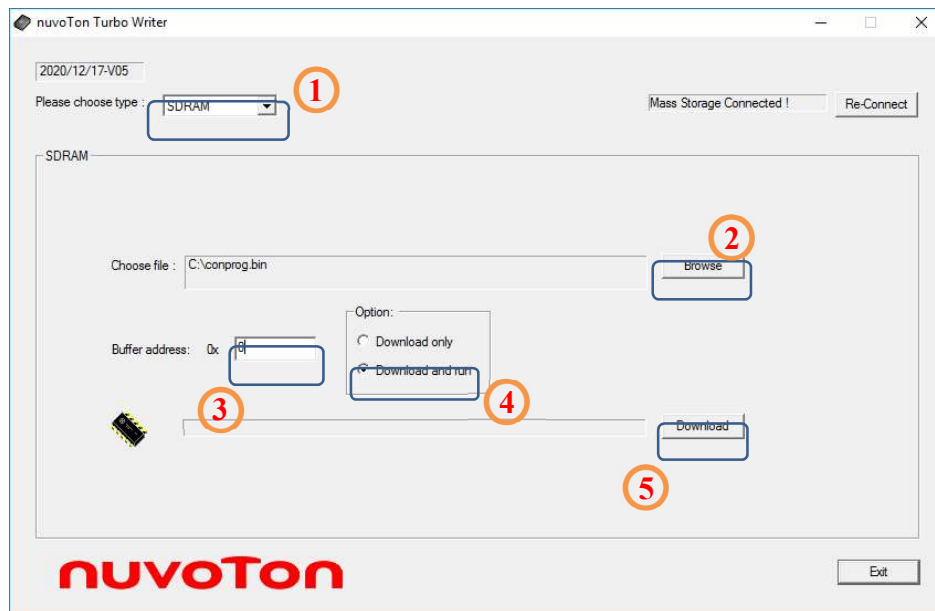 nuvoTon Turbo Writer
2020/12/17-V05
1
Please choose type : SDRAM
Mass Storage Connected ! Re-Connect
SDRAM
2
Choose file : C:\conprog.bin Browse
Option:
Download only
Buffer address: 0x 0
Download and run
3
4
Download
5
nuvoTon
Exit